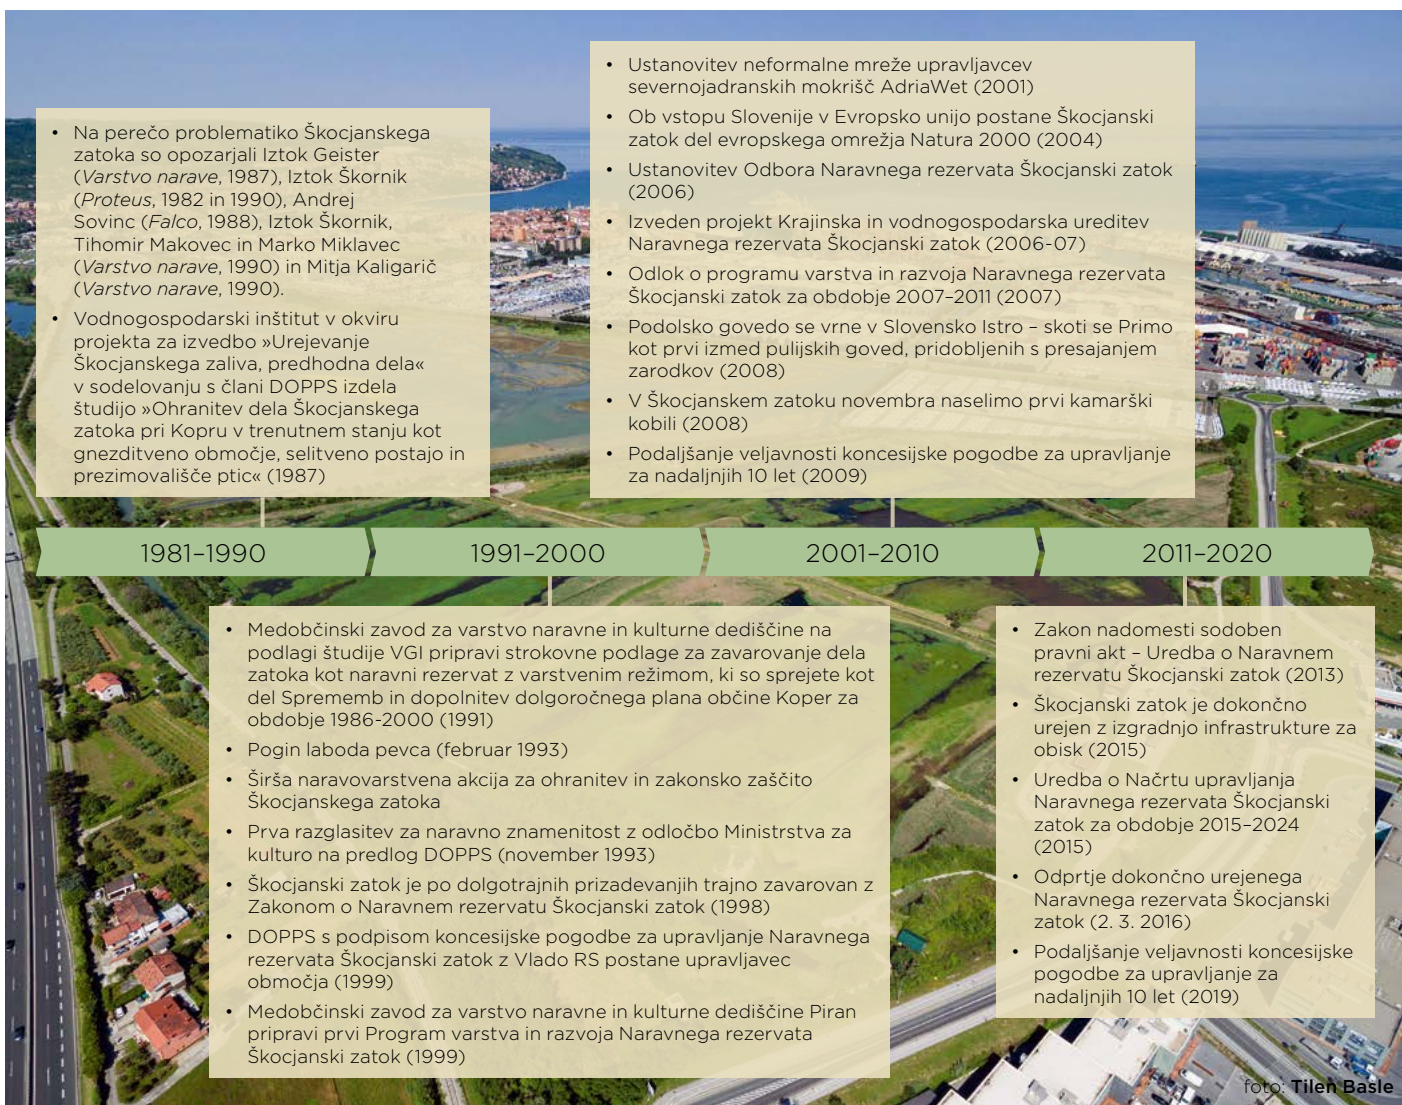 • Na perečo problematiko Škocjanskega
zatoka so opozarjali Iztok Geister
(Varstvo narave, 1987), Iztok Škornik
(Proteus, 1982 in 1990), Andrej
Sovinc (Falco, 1988), Iztok Škornik,
Tihomir Makovec in Marko Miklavec
(Varstvo narave, 1990) in Mitja Kaligarič
(Varstvo narave, 1990).
• Vodnogospodarski inštitut v okviru
projekta za izvedbo »Urejevanje
Škocjanskega zaliva, predhodna dela«
v sodelovanju s člani DOPPS izdela
študijo »Ohranitev dela Škocjanskega
zatoka pri Kopru v trenutnem stanju kot
gnezditveno območje, selitveno postajo in
prezimovališče ptic« (1987)
• Ustanovitev neformalne mreže upravljavcev
severnojadranskih mokrišč AdriaWet (2001)
• Ob vstopu Slovenije v Evropsko unijo postane Škocjanski
zatok del evropskega omrežja Natura 2000 (2004)
• Ustanovitev Odbora Naravnega rezervata Škocjanski zatok
(2006)
• Izveden projekt Krajinska in vodnogospodarska ureditev
Naravnega rezervata Škocjanski zatok (2006-07)
• Odlok o programu varstva in razvoja Naravnega rezervata
Škocjanski zatok za obdobje 2007–2011 (2007)
• Podolsko govedo se vrne v Slovensko Istro – skoti se Primo
kot prvi izmed pulijskih goved, pridobljenih s presajanjem
zarodkov (2008)
• V Škocjanskem zatoku novembra naselimo prvi kamarški
kobili (2008)
• Podaljšanje veljavnosti koncesijske pogodbe za upravljanje
za nadaljnjih 10 let (2009)
1981–1990
1991–2000
2001–2010
2011–2020
• Medobčinski zavod za varstvo naravne in kulturne dediščine na
podlagi študije VGI pripravi strokovne podlage za zavarovanje dela
zatoka kot naravni rezervat z varstvenim režimom, ki so sprejete kot
del Sprememb in dopolnitev dolgoročnega plana občine Koper za
obdobje 1986-2000 (1991)
• Pogin laboda pevca (februar 1993)
• Širša naravovarstvena akcija za ohranitev in zakonsko zaščito
Škocjanskega zatoka
• Prva razglasitev za naravno znamenitost z odločbo Ministrstva za
kulturo na predlog DOPPS (november 1993)
• Škocjanski zatok je po dolgotrajnih prizadevanjih trajno zavarovan z
Zakonom o Naravnem rezervatu Škocjanski zatok (1998)
• DOPPS s podpisom koncesijske pogodbe za upravljanje Naravnega
rezervata Škocjanski zatok z Vlado RS postane upravljavec
območja (1999)
• Medobčinski zavod za varstvo naravne in kulturne dediščine Piran
pripravi prvi Program varstva in razvoja Naravnega rezervata
Škocjanski zatok (1999)
• Zakon nadomesti sodoben
pravni akt – Uredba o Naravnem
rezervatu Škocjanski zatok (2013)
• Škocjanski zatok je dokončno
urejen z izgradnjo infrastrukture za
obisk (2015)
• Uredba o Načrtu upravljanja
Naravnega rezervata Škocjanski
zatok za obdobje 2015–2024
(2015)
• Odprtje dokončno urejenega
Naravnega rezervata Škocjanski
zatok (2. 3. 2016)
• Podaljšanje veljavnosti koncesijske
pogodbe za upravljanje za
nadaljnjih 10 let (2019)
foto: Tilen Basle